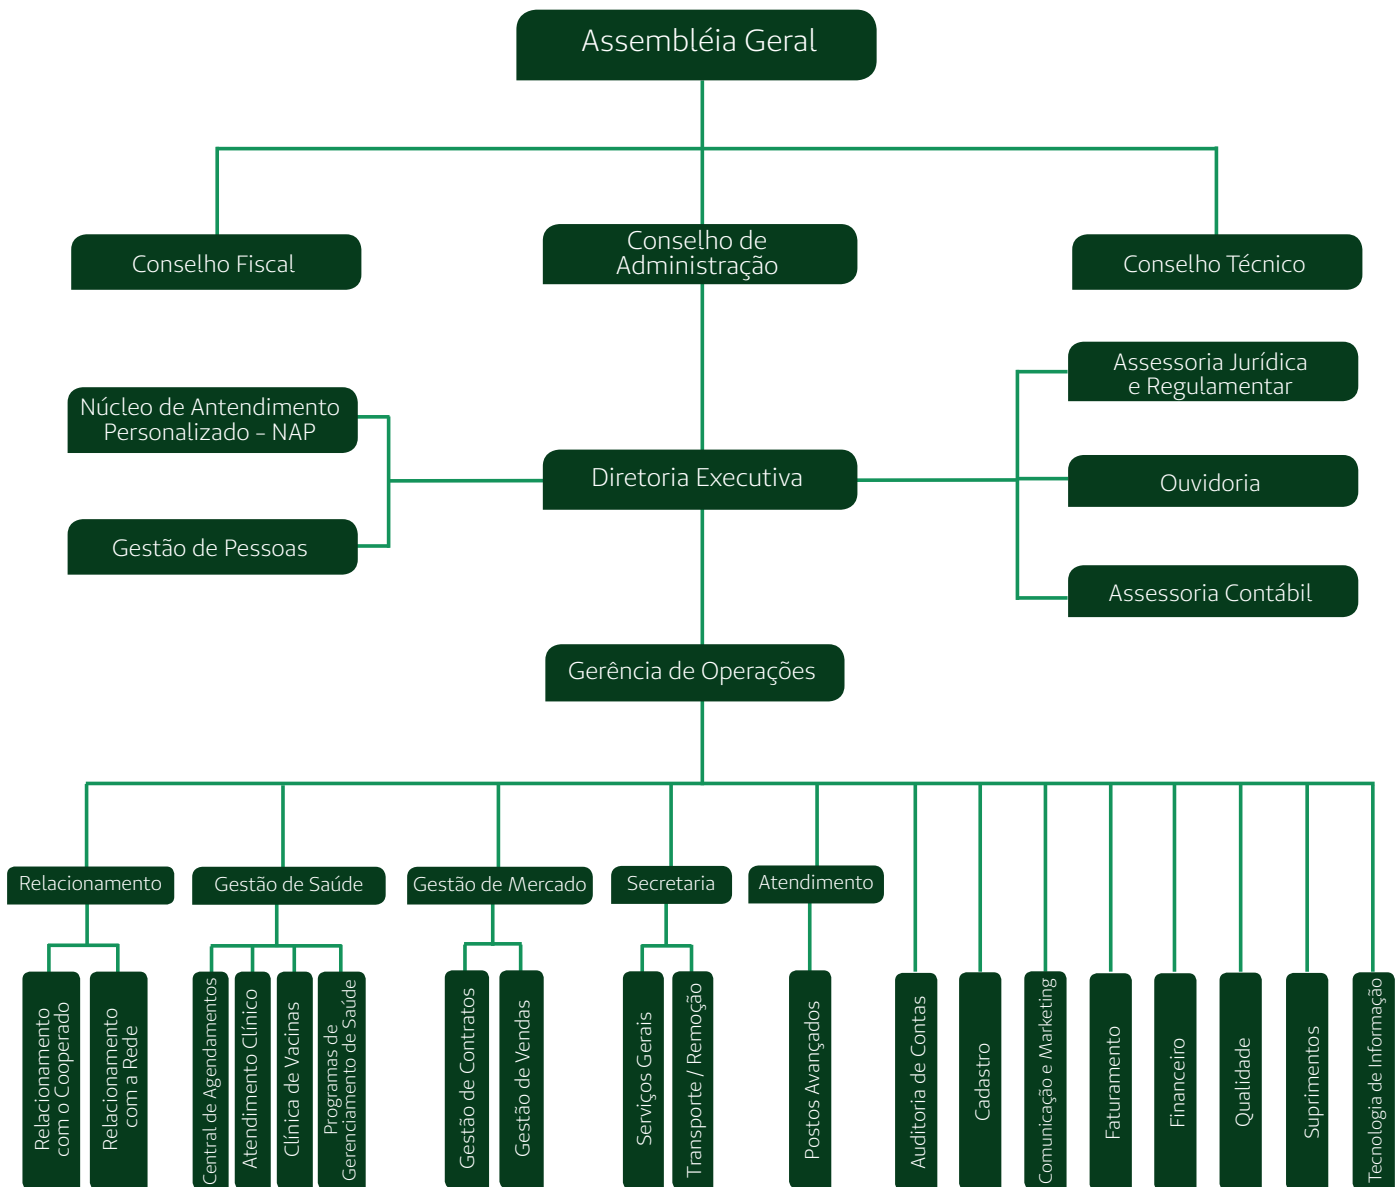 Assembléia Geral
Conselho Fiscal
Conselho de
Administração
Conselho Técnico
Núcleo de Antendimento
Personalizado - NAP
Gestão de Pessoas
Diretoria Executiva
Assessoria Jurídica
e Regulamentar
Ouvidoria
Assessoria Contábil
Gerência de Operações
Relacionamento
Gestão de Saúde
Gestão de Mercado
Secretaria
Atendimento
Relacionamento
com o Cooperado
Relacionamento
com a Rede
Central de Agendamentos
Atendimento Clínico
Clínica de Vacinas
Programas de
Gerenciamento de Saúde
Gestão de Contratos
Gestão de Vendas
Serviços Gerais
Transporte / Remoção
Postos Avançados
Auditoria de Contas
Cadastro
Comunicação e Marketing
Faturamento
Financeiro
Qualidade
Suprimentos
Tecnologia de Informação